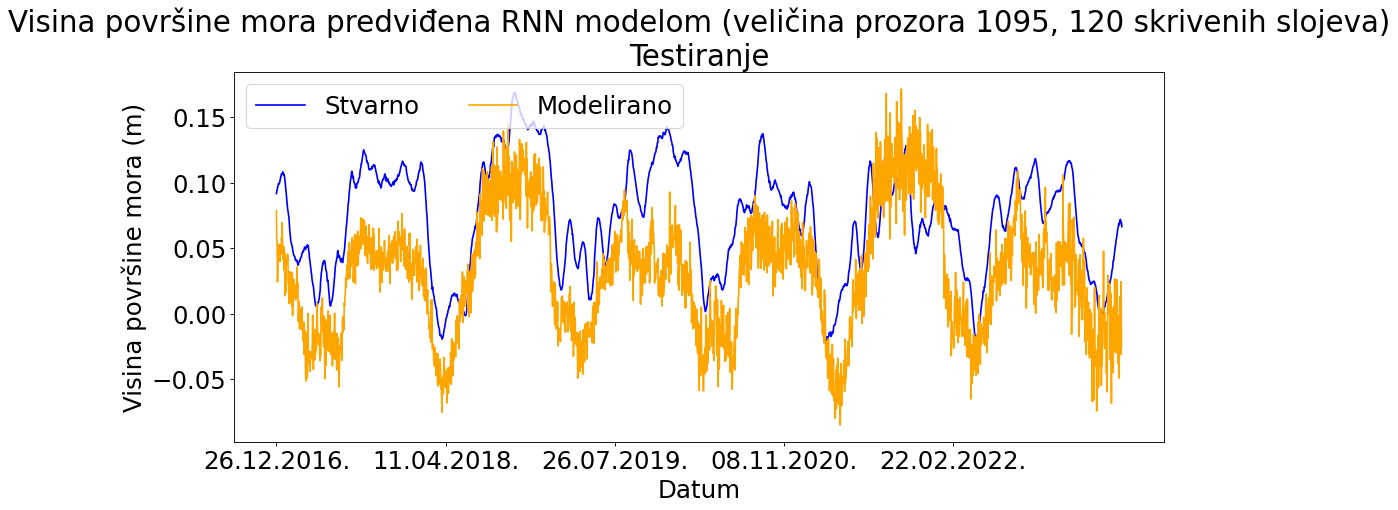 Visina površine mora predviđena RNN modelom (veličina prozora 1095, 120 skrivenih slojeva)
Testiranje
Stvarno
Modelirano
Visina površine mora (m)
0.15
0.10
0.05
0.00
−0.05
26.12.2016.
11.04.2018.
26.07.2019.
08.11.2020.
22.02.2022.
Datum